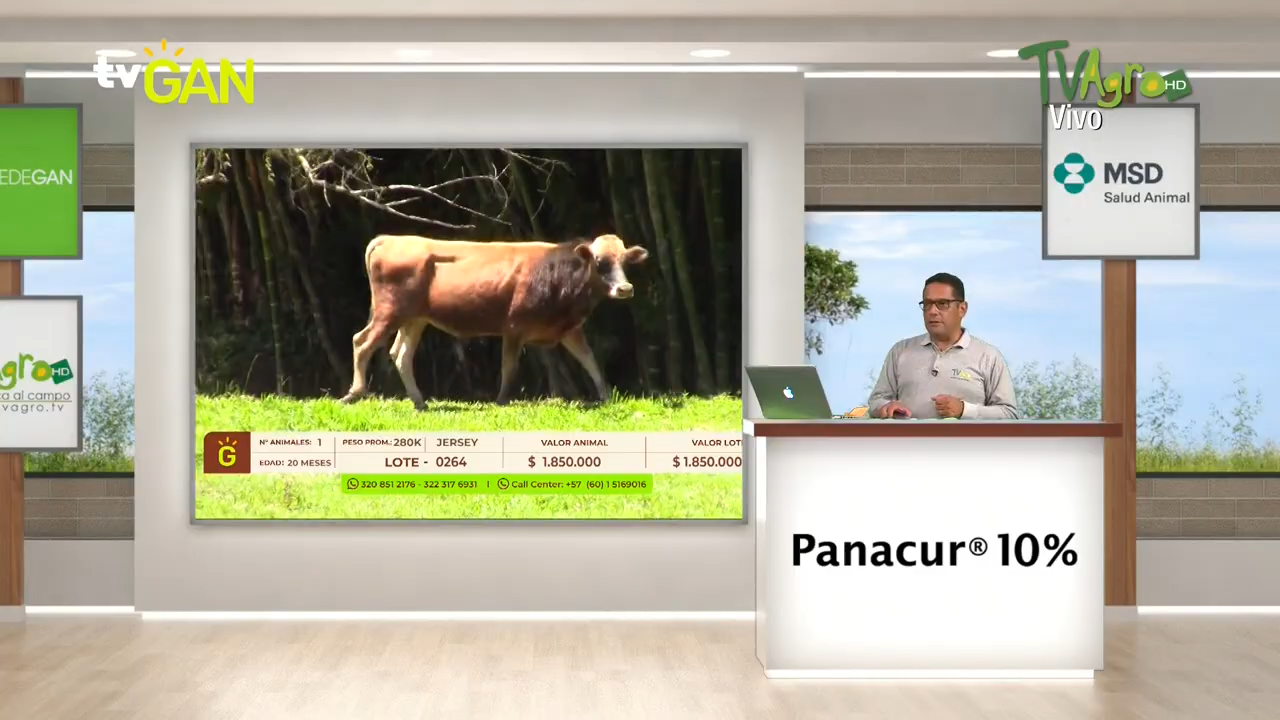 tvGAN
TVAgro HD
Vivo
EDEGAN
MSD
Salud Animal
gro HD
ca al campo
vagro.tv
G
N° ANIMALES: 1
PESO PROM.: 280K
JERSEY
VALOR ANIMAL
VALOR LOT
EDAD: 20 MESES
LOTE - 0264
$ 1.850.000
$ 1.850.000
320 851 2176 - 322 317 6931 | Call Center: +57 (60) 1 5169016
TV
Panacur® 10%